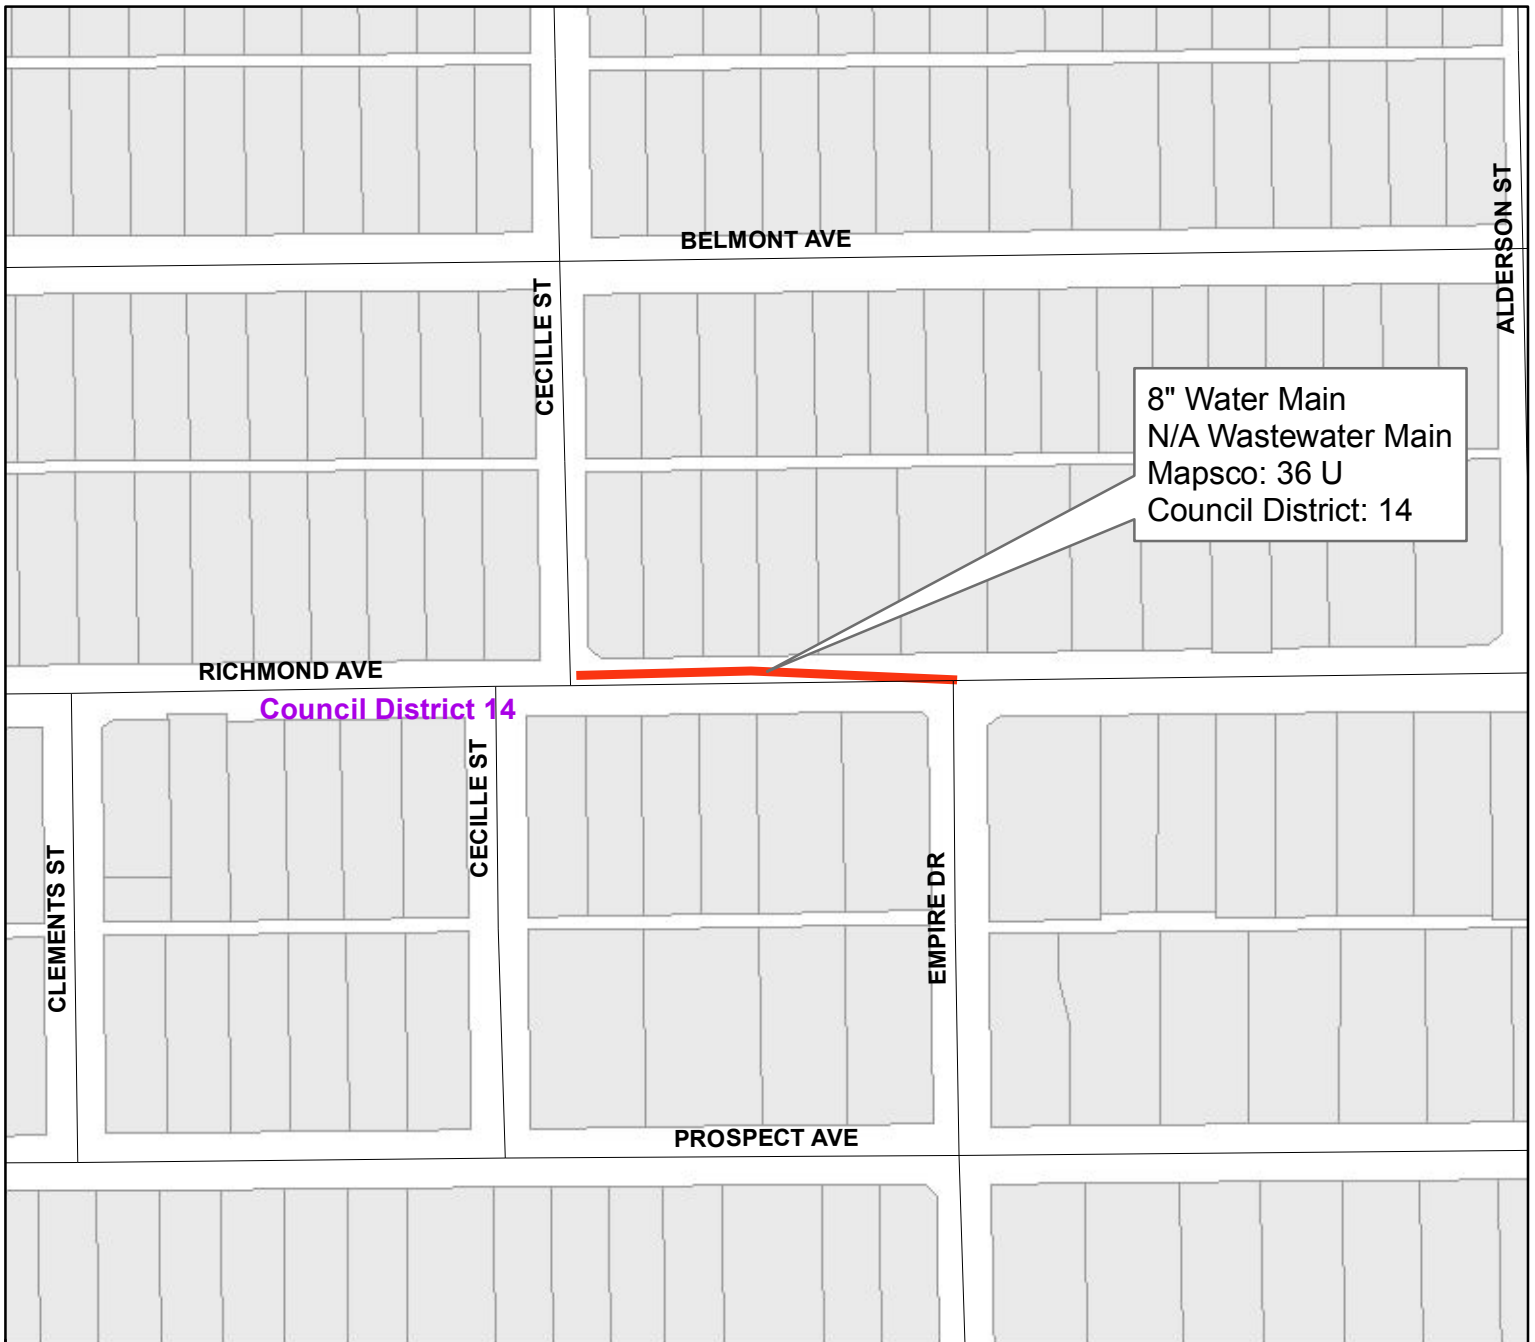 BELMONT AVE
ALDERSON ST
CECILLE ST
8" Water Main
N/A Wastewater Main
Mapsco: 36 U
Council District: 14
RICHMOND AVE
Council District 14
CECILLE ST
CLEMENTS ST
EMPIRE DR
PROSPECT AVE